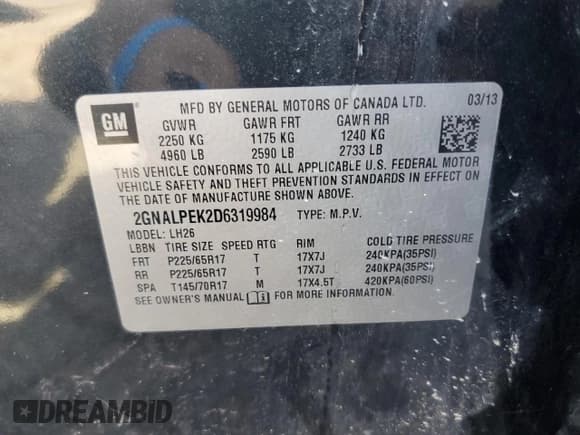 GM
MFD BY GENERAL MOTORS OF CANADA LTD. 03/13
GVWR GAWR FRT GAWR RR
2250 KG 1175 KG 1240 KG
4960 LB 2590 LB 2733 LB
THIS VEHICLE CONFORMS TO ALL APPLICABLE U.S. FEDERAL MOTOR
VEHICLE SAFETY AND THEFT PREVENTION STANDARDS IN EFFECT ON
THE DATE OF MANUFACTURE SHOWN ABOVE.
2GNALPEK2D6319984 TYPE: M.P.V.
MODEL: LH26
LBBN TIRE SIZE SPEED RTG RIM COLD TIRE PRESSURE
FRT P225/65R17 T 17X7J 240KPA(35PSI)
RR P225/65R17 T 17X7J 240KPA(35PSI)
SPA T145/70R17 M 17X4.5T 420KPA(60PSI)
SEE OWNER'S MANUAL FOR MORE INFORMATION.
DREAMBID